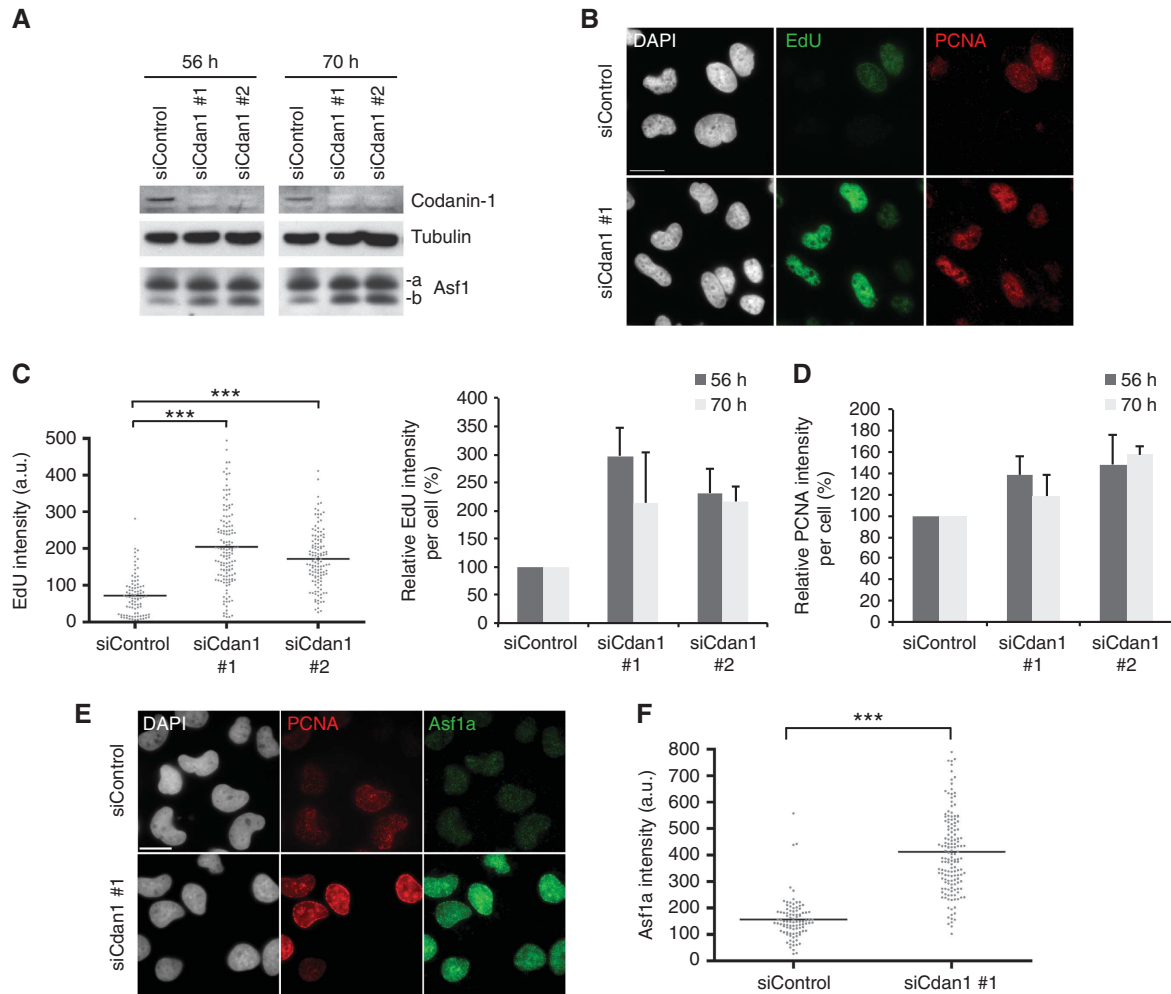 A
56 h
70 h
siControl
siCdan1 #1
siCdan1 #2
siControl
siCdan1 #1
siCdan1 #2
Codanin-1
Tubulin
-a
-b
Asf1
B
DAPI
EdU
PCNA
siControl
siCdan1 #1
C
***
***
EdU intensity (a.u.)
500
400
300
200
100
0
siControl
siCdan1
#1
siCdan1
#2
56 h
70 h
Relative EdU intensity
per cell (%)
400
350
300
250
200
150
100
50
0
siControl
siCdan1
#1
siCdan1
#2
D
56 h
70 h
Relative PCNA intensity
per cell (%)
180
160
140
120
100
80
60
40
20
0
siControl
siCdan1
#1
siCdan1
#2
E
DAPI
PCNA
Asf1a
siControl
siCdan1 #1
F
***
Asf1a intensity (a.u.)
800
700
600
500
400
300
200
100
0
siControl
siCdan1 #1